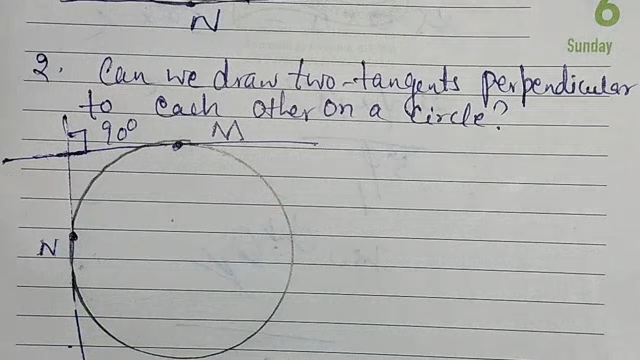 N
6
Sunday
2. Can we draw two-tangents perpendicular
to each other on a circle?
90° M
N